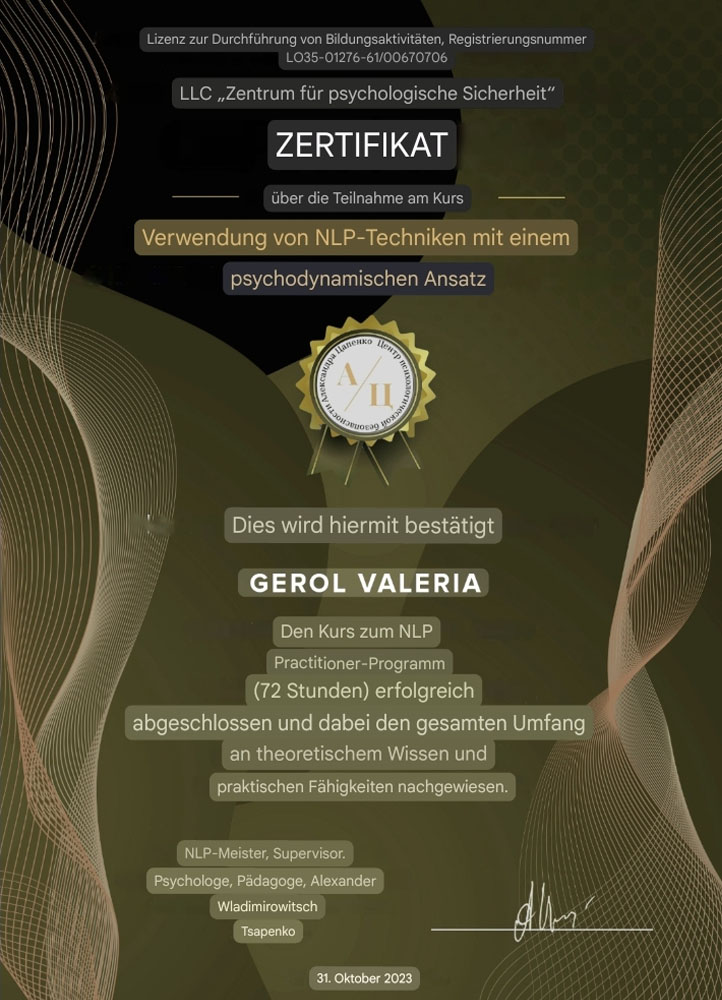 Lizenz zur Durchführung von Bildungsaktivitäten, Registrierungsnummer
LO35-01276-61/00670706
LLC „Zentrum für psychologische Sicherheit“
ZERTIFIKAT
über die Teilnahme am Kurs
Verwendung von NLP-Techniken mit einem
psychodynamischen Ansatz
Центр психологической безопасности Александра Цапенко
А/Ц
Dies wird hiermit bestätigt
GEROL VALERIA
Den Kurs zum NLP
Practitioner-Programm
(72 Stunden) erfolgreich
abgeschlossen und dabei den gesamten Umfang
an theoretischem Wissen und
praktischen Fähigkeiten nachgewiesen.
NLP-Meister, Supervisor.
Psychologe, Pädagoge, Alexander
Wladimirowitsch
Tsapenko
31. Oktober 2023